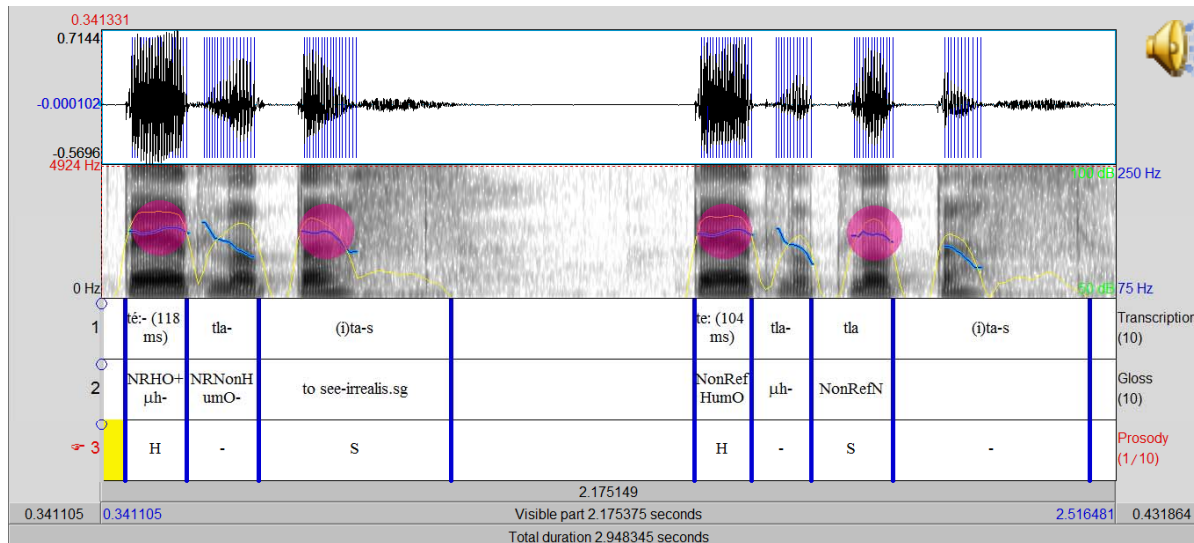 0.341331
0.7144
-0.000102
-0.5696
4924 Hz
100 dB 250 Hz
0 Hz
50 dB 75 Hz
1 té:- (118 ms) tla- (i)ta-s te: (104 ms) tla- tla (i)ta-s Transcription (10)
2 NRHO+ μh- NRNonH umO- to see-irrealis.sg NonRef HumO μh- NonRefN Gloss (10)
☞ 3 H - S H - S - Prosody (1/10)
2.175149
0.341105 0.341105 Visible part 2.175375 seconds 2.516481 0.431864
Total duration 2.948345 seconds